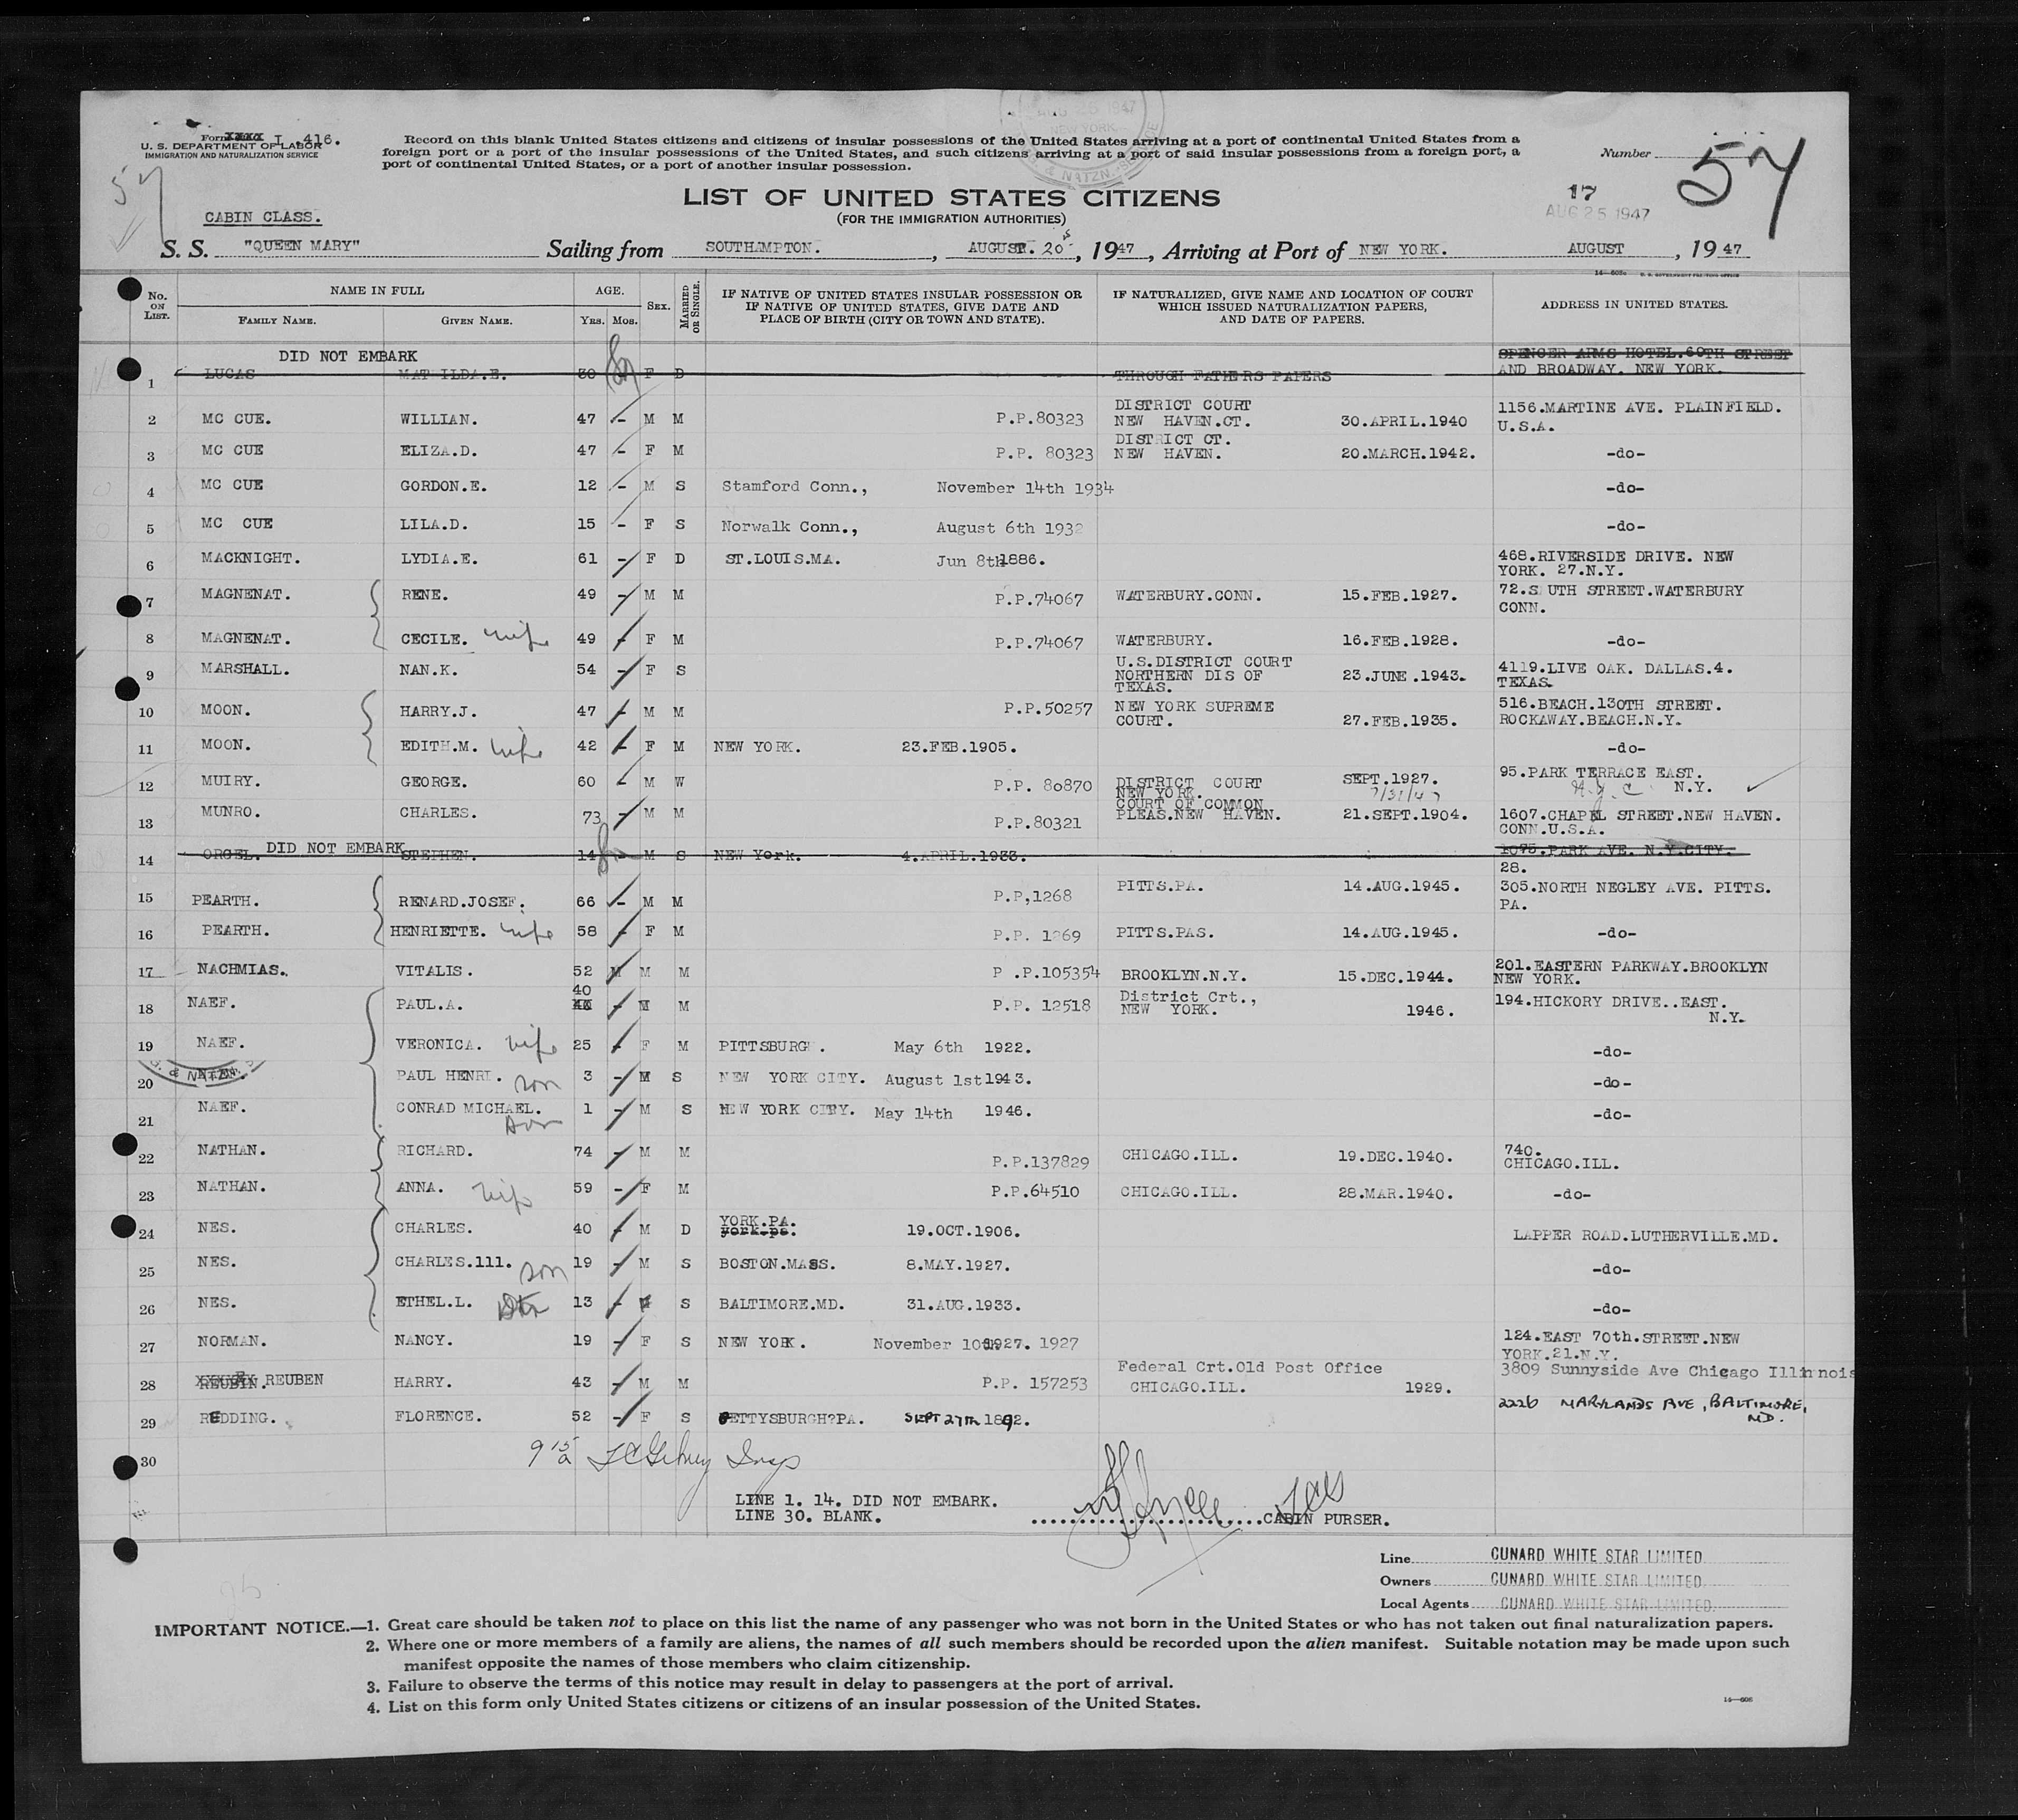 Form XXXX I 416.
U. S. DEPARTMENT OF LABOR
IMMIGRATION AND NATURALIZATION SERVICE
Record on this blank United States citizens and citizens of insular possessions of the United States arriving at a port of continental United States from a
foreign port or a port of the insular possessions of the United States, and such citizens arriving at a port of said insular possessions from a foreign port, a
port of continental United States, or a port of another insular possession.
Number 57
57
LIST OF UNITED STATES CITIZENS
(FOR THE IMMIGRATION AUTHORITIES)
17
AUG 25 1947
CABIN CLASS.
S. S. "QUEEN MARY" Sailing from SOUTHAMPTON. , AUGUST. 20 , 1947 , Arriving at Port of NEW YORK. AUGUST , 1947
No. ON LIST. NAME IN FULL AGE. SEX. MARRIED OR SINGLE. IF NATIVE OF UNITED STATES INSULAR POSSESSION OR IF NATIVE OF UNITED STATES, GIVE DATE AND PLACE OF BIRTH (CITY OR TOWN AND STATE). IF NATURALIZED, GIVE NAME AND LOCATION OF COURT WHICH ISSUED NATURALIZATION PAPERS, AND DATE OF PAPERS. ADDRESS IN UNITED STATES.
FAMILY NAME. GIVEN NAME. YRS. MOS.
DID NOT EMBARK
1 LUCAS MATILDA.E. 30 - F D THROUGH FATHERS PAPERS SPENCER ARMS HOTEL.69TH STREET AND BROADWAY. NEW YORK.
2 MC CUE. WILLIAN. 47 - M M P.P.80323 DISTRICT COURT NEW HAVEN.CT. 30.APRIL.1940 1156.MARTINE AVE. PLAINFIELD. U.S.A.
3 MC CUE ELIZA.D. 47 - F M P.P. 80323 DISTRICT CT. NEW HAVEN. 20.MARCH.1942. -do-
4 MC CUE GORDON.E. 12 - M S Stamford Conn., November 14th 1934 -do-
5 MC CUE LILA.D. 15 - F S Norwalk Conn., August 6th 1932 -do-
6 MACKNIGHT. LYDIA.E. 61 - F D ST.LOUIS.MA. Jun 8th 1886. 468.RIVERSIDE DRIVE. NEW YORK. 27.N.Y.
7 MAGNENAT. RENE. 49 - M M P.P.74067 WATERBURY.CONN. 15.FEB.1927. 72.S UTH STREET.WATERBURY CONN.
8 MAGNENAT. CECILE. wife 49 - F M P.P.74067 WATERBURY. 16.FEB.1928. -do-
9 MARSHALL. NAN.K. 54 - F S U.S.DISTRICT COURT NORTHERN DIS OF TEXAS. 23.JUNE.1943. 4119.LIVE OAK. DALLAS.4. TEXAS.
10 MOON. HARRY.J. 47 - M M P.P.50257 NEW YORK SUPREME COURT. 27.FEB.1935. 516.BEACH.130TH STREET. ROCKAWAY.BEACH.N.Y.
11 MOON. EDITH.M. wife 42 - F M NEW YORK. 23.FEB.1905. -do-
12 MUIRY. GEORGE. 60 - M W P.P. 80870 DISTRICT COURT NEW YORK. SEPT.1927. 7/31/47 95.PARK TERRACE EAST. N.Y.C. N.Y.
13 MUNRO. CHARLES. 73 - M M P.P.80321 COURT OF COMMON PLEAS.NEW HAVEN. 21.SEPT.1904. 1607.CHAPEL STREET.NEW HAVEN. CONN.U.S.A.
14 ORGEL. DID NOT EMBARK STEPHEN. 14 - M S NEW York. 4.APRIL.1933. 1075.PARK AVE. N.Y.CITY. 28.
15 PEARTH. RENARD.JOSEF. 66 - M M P.P,1268 PITTS.PA. 14.AUG.1945. 305.NORTH NEGLEY AVE. PITTS. PA.
16 PEARTH. HENRIETTE. wife 58 - F M P.P. 1269 PITTS.PAS. 14.AUG.1945. -do-
17 NACHMIAS. VITALIS. 52 M M M P .P.105354 BROOKLYN.N.Y. 15.DEC.1944. 201.EASTERN PARKWAY.BROOKLYN NEW YORK.
18 NAEF. PAUL.A. 40 - M M P.P. 12518 District Crt., NEW YORK. 1946. 194.HICKORY DRIVE..EAST. N.Y.
19 NAEF. VERONICA. wife 25 - F M PITTSBURGH. May 6th 1922. -do-
20 NAEF. PAUL HENRI. son 3 - M S NEW YORK CITY. August 1st 1943. -do-
21 NAEF. CONRAD MICHAEL. son 1 - M S NEW YORK CITY. May 14th 1946. -do-
22 NATHAN. RICHARD. 74 - M M P.P.137829 CHICAGO.ILL. 19.DEC.1940. 740. CHICAGO.ILL.
23 NATHAN. ANNA. wife 59 - F M P.P.64510 CHICAGO.ILL. 28.MAR.1940. -do-
24 NES. CHARLES. 40 - M D YORK.PA. york.pa. 19.OCT.1906. LAPPER ROAD.LUTHERVILLE.MD.
25 NES. CHARLES.111. son 19 - M S BOSTON.MASS. 8.MAY.1927. -do-
26 NES. ETHEL.L. Dtr 13 - F S BALTIMORE.MD. 31.AUG.1933. -do-
27 NORMAN. NANCY. 19 - F S NEW YORK. November 10th 1927. 1927 124.EAST 70th.STREET.NEW YORK.21.N.Y.
28 REUBIN. REUBEN HARRY. 43 - M M P.P. 157253 Federal Crt.Old Post Office CHICAGO.ILL. 1929. 3809 Sunnyside Ave Chicago Illinnois
29 REDDING. FLORENCE. 52 - F S GETTYSBURGH?PA. SEPT 27TH 1892. 2226 MARYLANDS AVE, BALTIMORE, MD.
30
9 15 a
LINE 1. 14. DID NOT EMBARK.
LINE 30. BLANK.
CABIN PURSER.
Line CUNARD WHITE STAR LIMITED
Owners CUNARD WHITE STAR LIMITED
Local Agents CUNARD WHITE STAR LIMITED
IMPORTANT NOTICE.—1. Great care should be taken not to place on this list the name of any passenger who was not born in the United States or who has not taken out final naturalization papers.
2. Where one or more members of a family are aliens, the names of all such members should be recorded upon the alien manifest. Suitable notation may be made upon such
manifest opposite the names of those members who claim citizenship.
3. Failure to observe the terms of this notice may result in delay to passengers at the port of arrival.
4. List on this form only United States citizens or citizens of an insular possession of the United States.